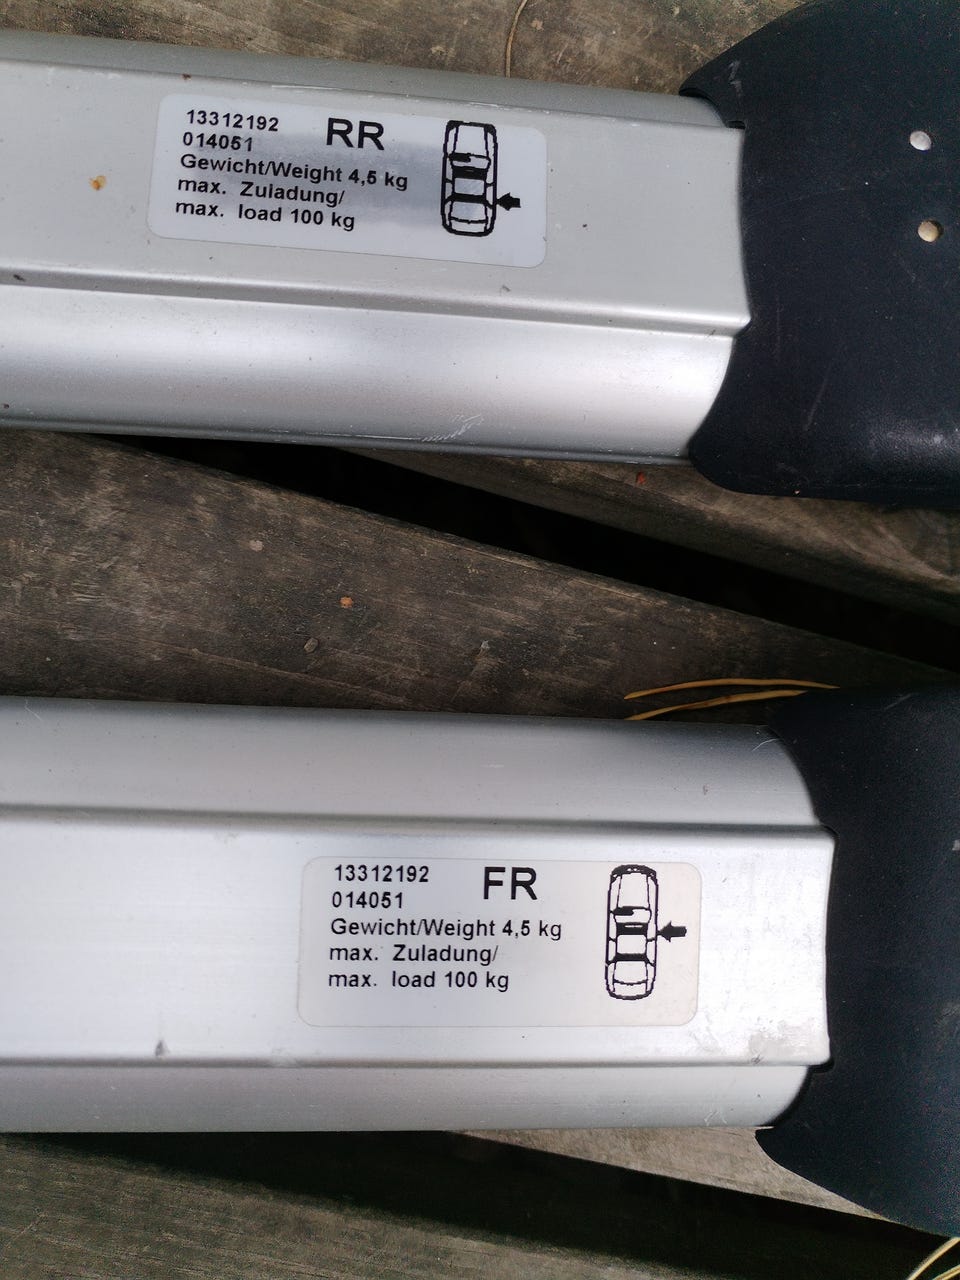 13312192 RR
014051
Gewicht/Weight 4,5 kg
max. Zuladung/
max. load 100 kg
13312192 FR
014051
Gewicht/Weight 4,5 kg
max. Zuladung/
max. load 100 kg